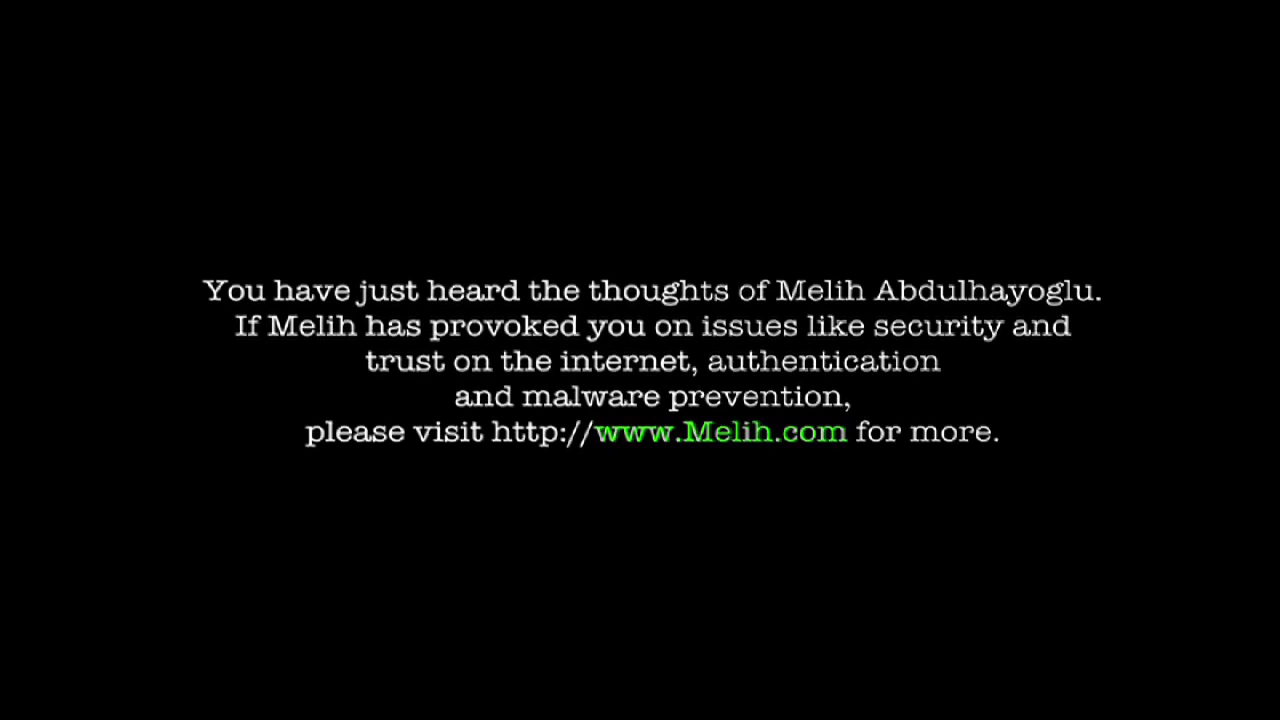 You have just heard the thoughts of Melih Abdulhayoglu.
If Melih has provoked you on issues like security and
trust on the internet, authentication
and malware prevention,
please visit http://www.Melih.com for more.